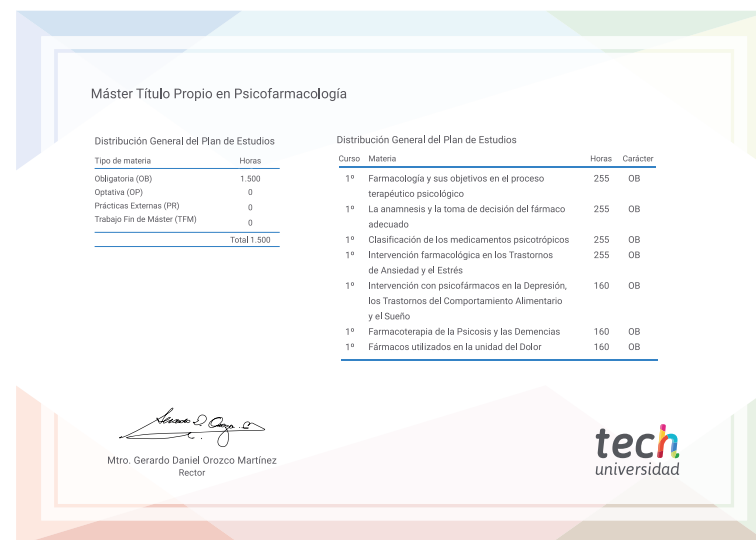 Máster Título Propio en Psicofarmacología
Distribución General del Plan de Estudios
Tipo de materia Horas
Obligatoria (OB) 1.500
Optativa (OP) 0
Prácticas Externas (PR) 0
Trabajo Fin de Máster (TFM) 0
Total 1.500
Distribución General del Plan de Estudios
Curso Materia Horas Carácter
1º Farmacología y sus objetivos en el proceso 255 OB
terapéutico psicológico
1º La anamnesis y la toma de decisión del fármaco 255 OB
adecuado
1º Clasificación de los medicamentos psicotrópicos 255 OB
1º Intervención farmacológica en los Trastornos 255 OB
de Ansiedad y el Estrés
1º Intervención con psicofármacos en la Depresión, 160 OB
los Trastornos del Comportamiento Alimentario
y el Sueño
1º Farmacoterapia de la Psicosis y las Demencias 160 OB
1º Fármacos utilizados en la unidad del Dolor 160 OB
Mtro. Gerardo Daniel Orozco Martínez
Rector
tech
universidad